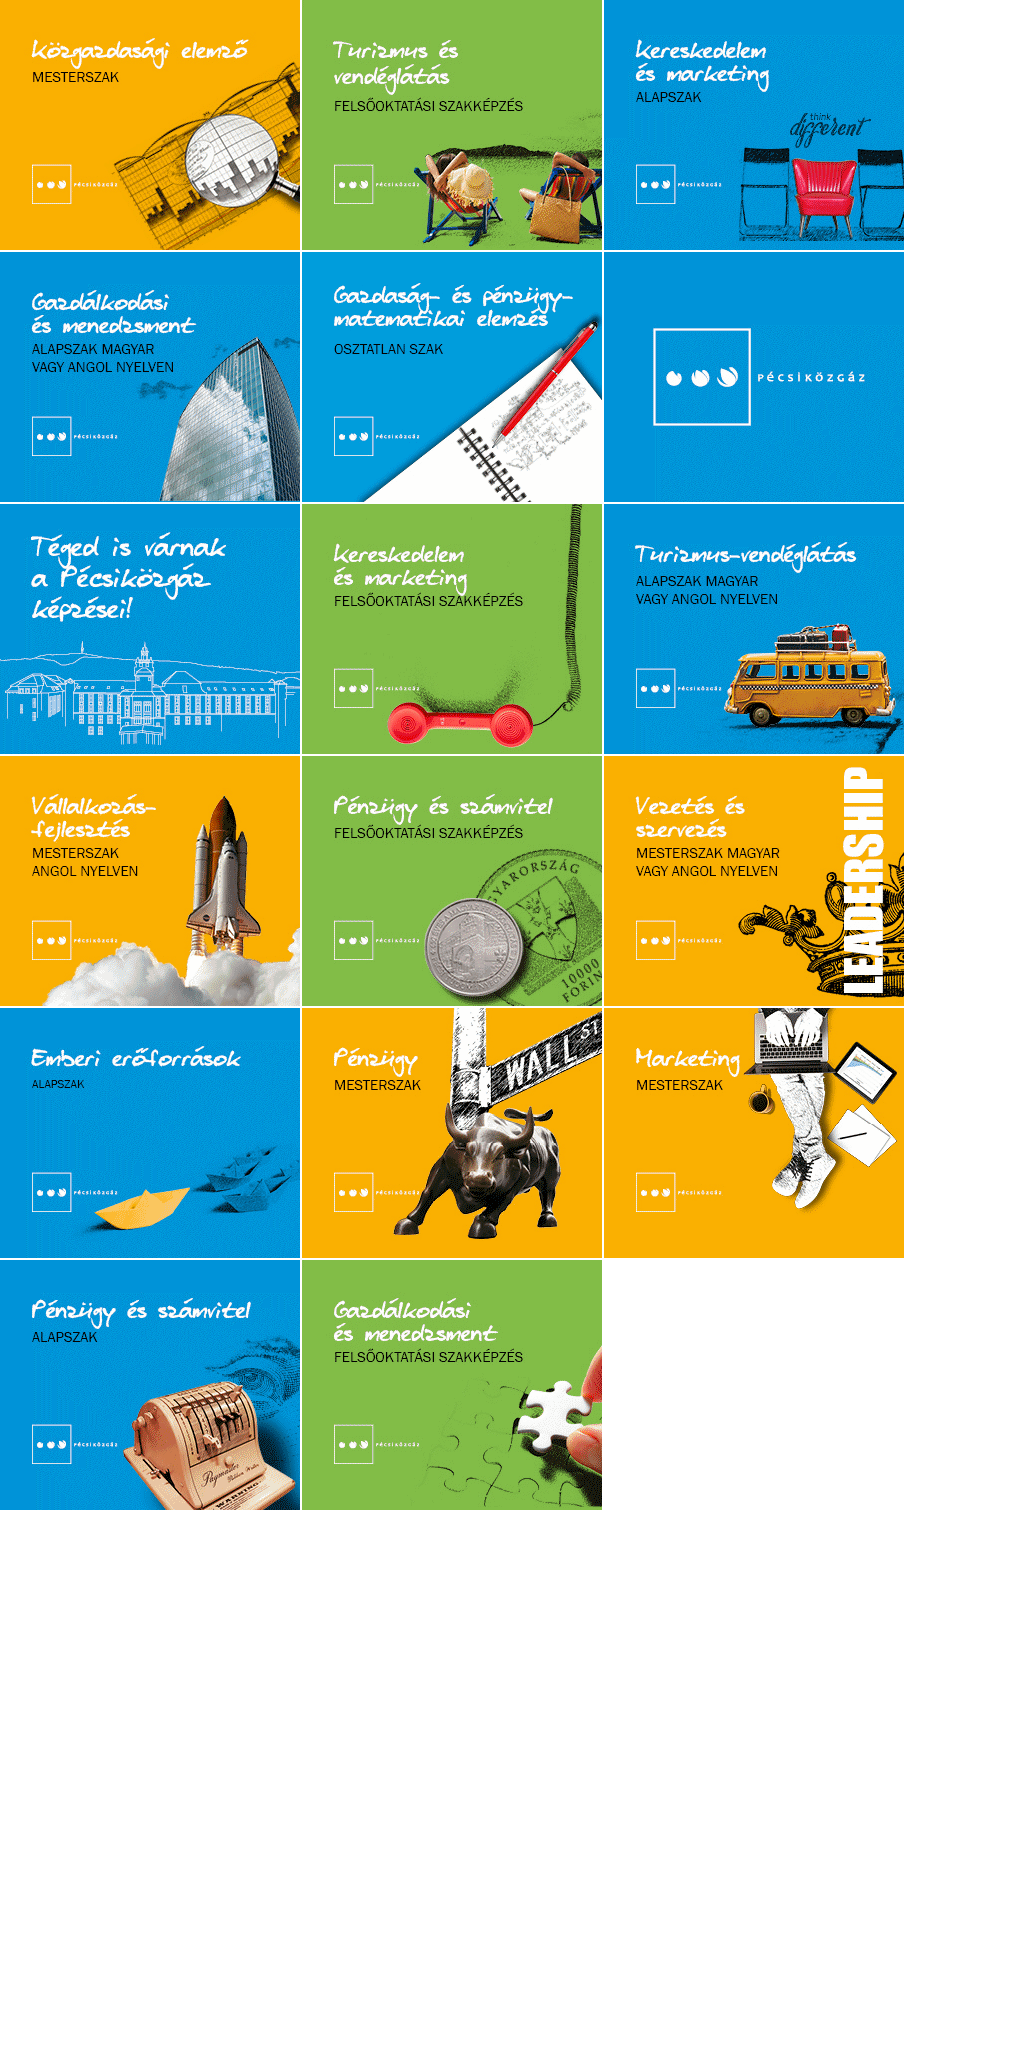 Közgazdasági elemző
MESTERSZAK
PÉCSIKÖZGÁZ
Turizmus és
vendéglátás
FELSŐOKTATÁSI SZAKKÉPZÉS
PÉCSIKÖZGÁZ
Kereskedelem
és marketing
ALAPSZAK
think
different
PÉCSIKÖZGÁZ
Gazdálkodási
és menedzsment
ALAPSZAK MAGYAR
VAGY ANGOL NYELVEN
PÉCSIKÖZGÁZ
Gazdaság- és pénzügy-
matematikai elemzés
OSZTATLAN SZAK
PÉCSIKÖZGÁZ
PÉCSIKÖZGÁZ
Téged is várnak
a Pécsiközgáz
képzései!
Kereskedelem
és marketing
FELSŐOKTATÁSI SZAKKÉPZÉS
PÉCSIKÖZGÁZ
Turizmus-vendéglátás
ALAPSZAK MAGYAR
VAGY ANGOL NYELVEN
PÉCSIKÖZGÁZ
Vállalkozás-
fejlesztés
MESTERSZAK
ANGOL NYELVEN
PÉCSIKÖZGÁZ
Pénzügy és számvitel
FELSŐOKTATÁSI SZAKKÉPZÉS
GYARORSZÁG
10000
FORIN
PÉCSIKÖZGÁZ
Vezetés és
szervezés
MESTERSZAK MAGYAR
VAGY ANGOL NYELVEN
LEADERSHIP
PÉCSIKÖZGÁZ
Emberi erőforrások
ALAPSZAK
PÉCSIKÖZGÁZ
Pénzügy
MESTERSZAK
WALL ST
PÉCSIKÖZGÁZ
Marketing
MESTERSZAK
PÉCSIKÖZGÁZ
Pénzügy és számvitel
ALAPSZAK
PÉCSIKÖZGÁZ
Paymaster
WARNING
Gazdálkodási
és menedzsment
FELSŐOKTATÁSI SZAKKÉPZÉS
PÉCSIKÖZGÁZ